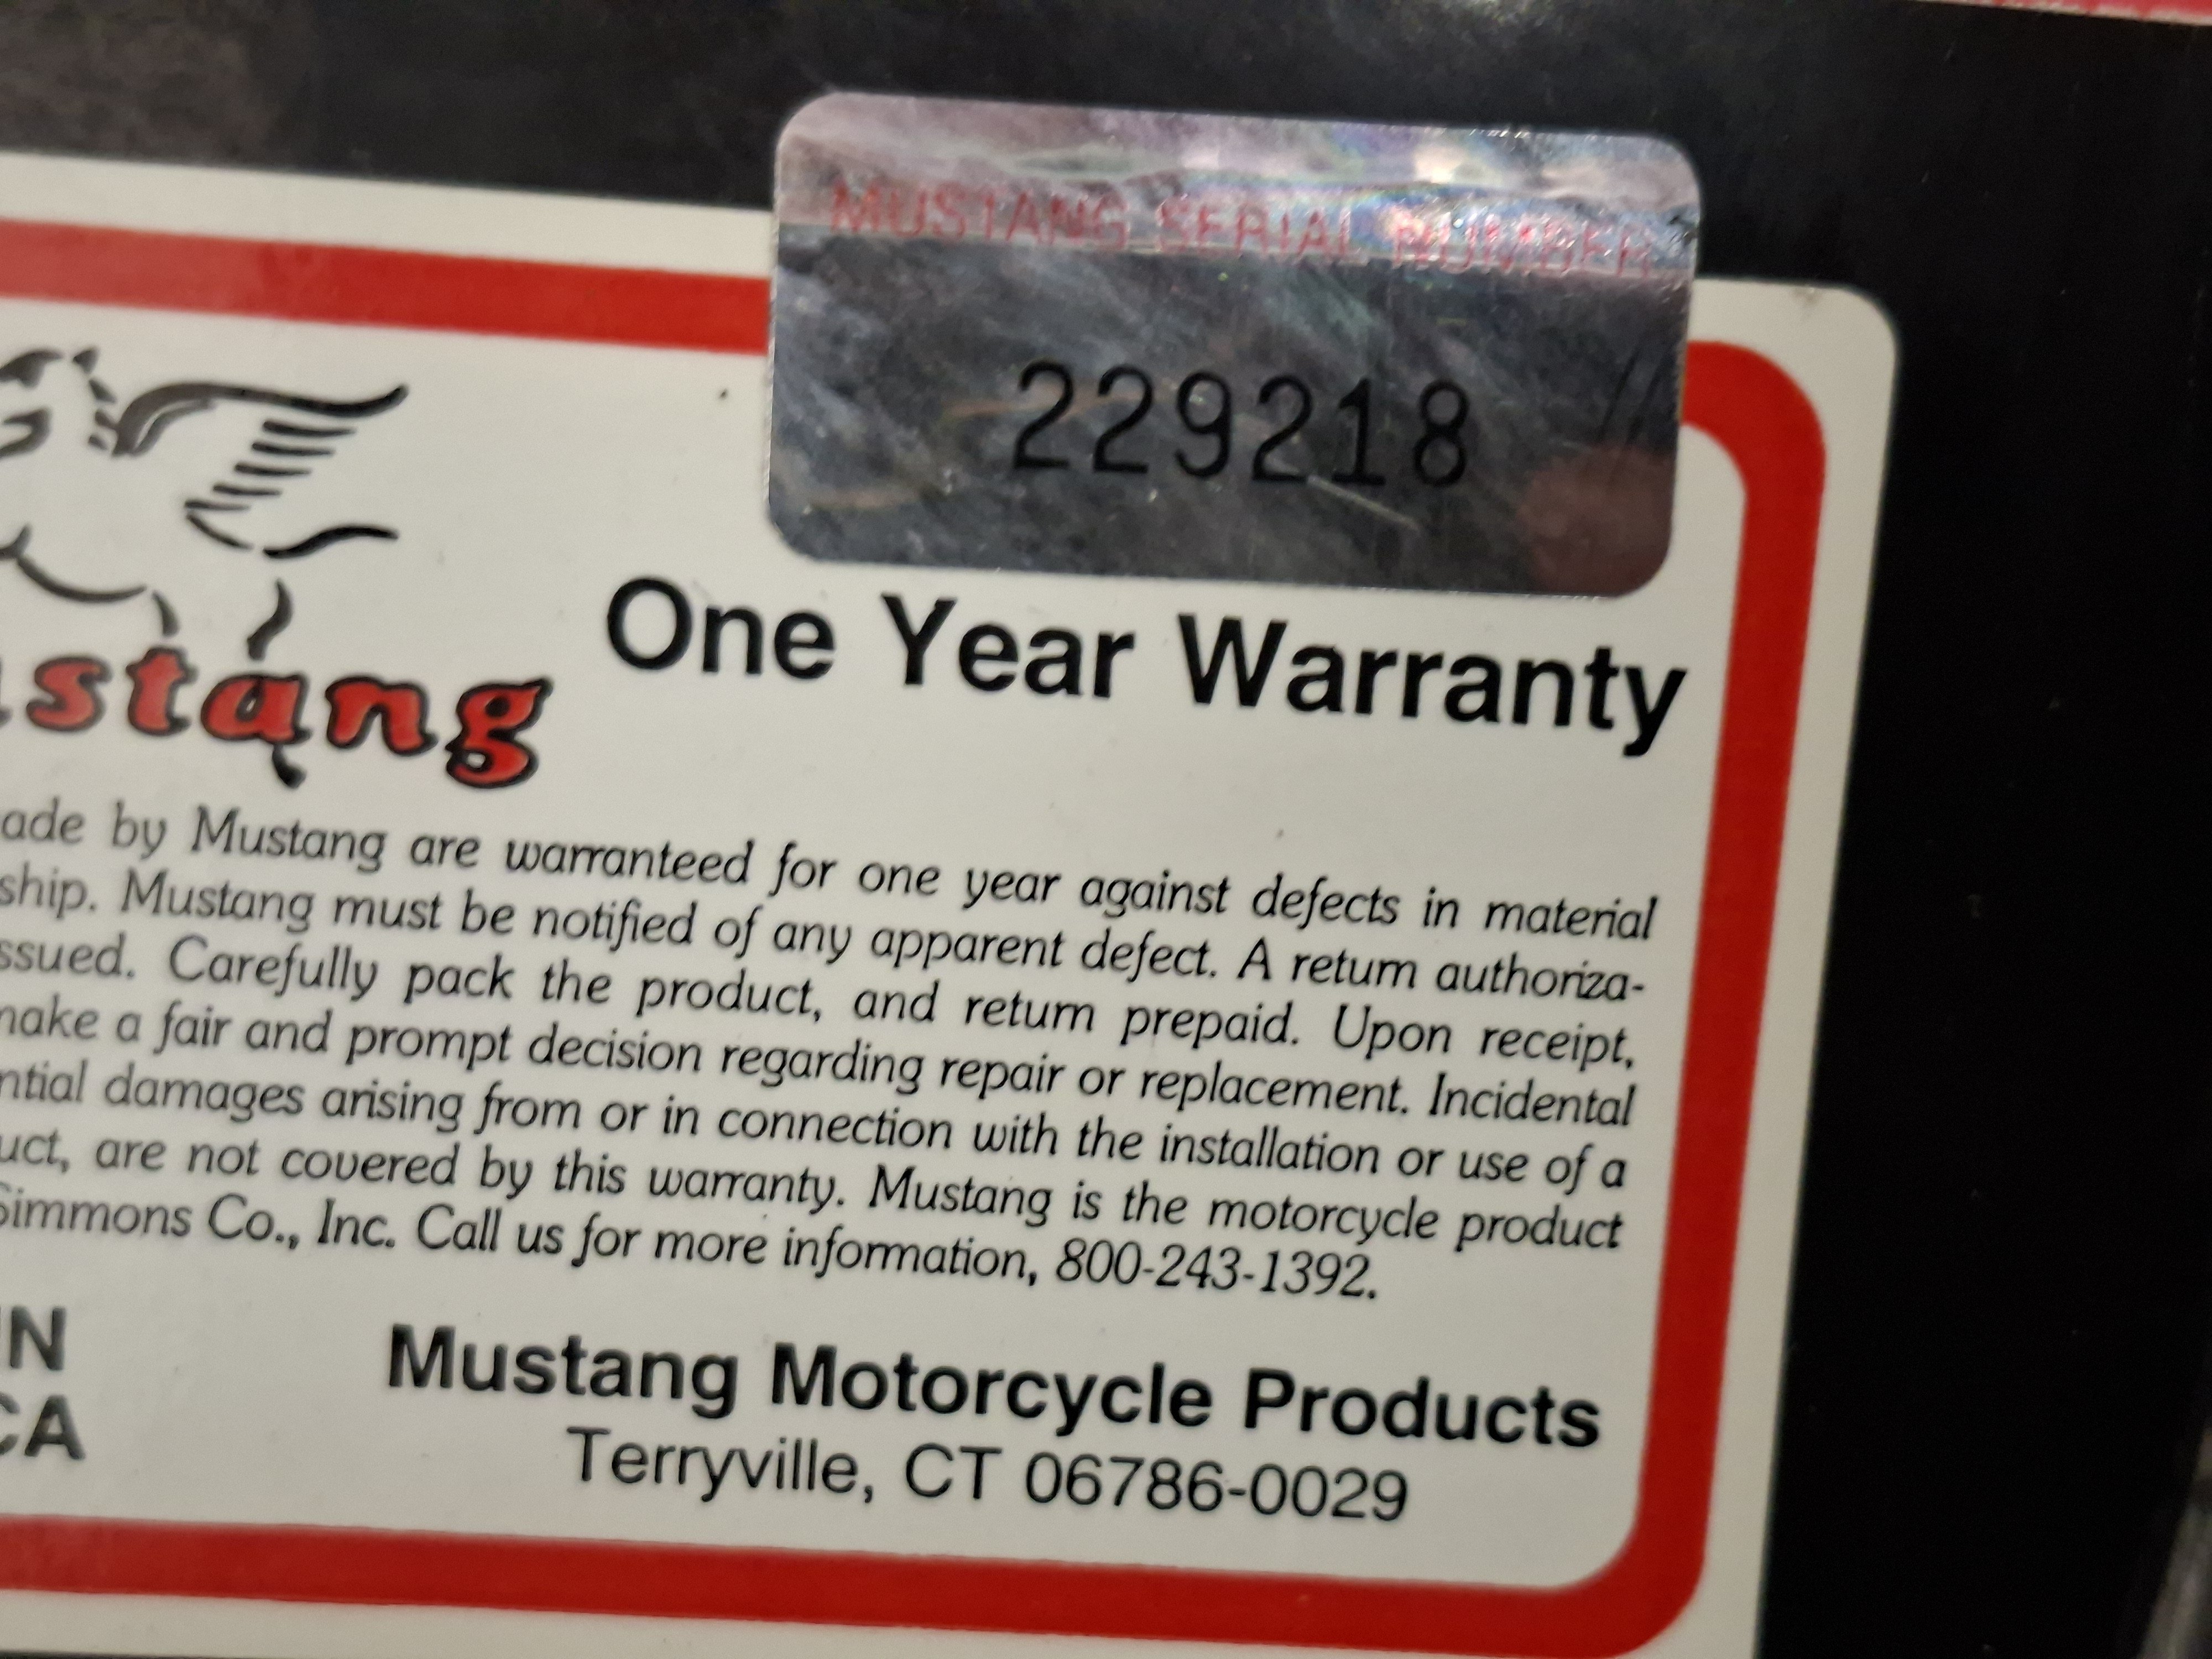 MUSTANG SERIAL NUMBER
229218
One Year Warranty
stang
ade by Mustang are warranteed for one year against defects in material
ship. Mustang must be notified of any apparent defect. A return authoriza-
ssued. Carefully pack the product, and return prepaid. Upon receipt,
make a fair and prompt decision regarding repair or replacement. Incidental
ntial damages arising from or in connection with the installation or use of a
uct, are not covered by this warranty. Mustang is the motorcycle product
Simmons Co., Inc. Call us for more information, 800-243-1392.
IN
CA
Mustang Motorcycle Products
Terryville, CT 06786-0029